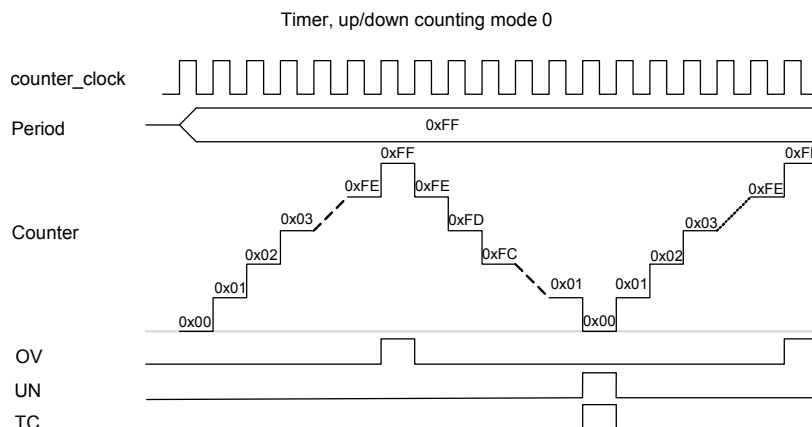 Timer, up/down counting mode 0
counter_clock
Period
0xFF
0xFF
0xFE
0xFE
0xFD
0xFC
0x03
0x02
0x01
0x00
Counter
0x01
0x00
0x01
0x02
0x03
0xFE
OV
UN
TC